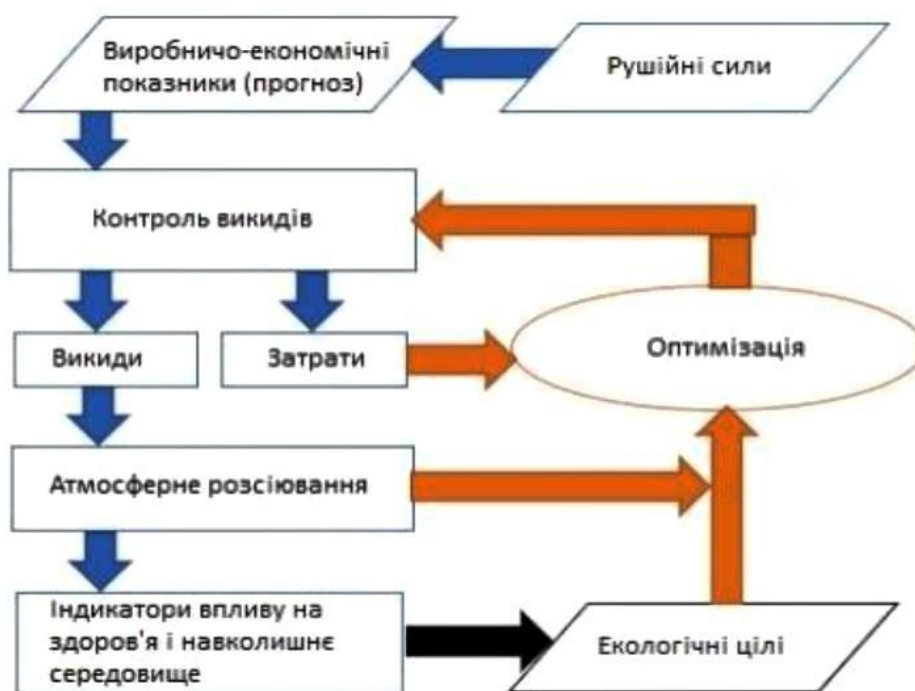 Виробничо-економічні
показники (прогноз)
Рушійні сили
Контроль викидів
Викиди
Затрати
Оптимізація
Атмосферне розсіювання
Індикатори впливу на
здоров'я і навколишнє
середовище
Екологічні цілі